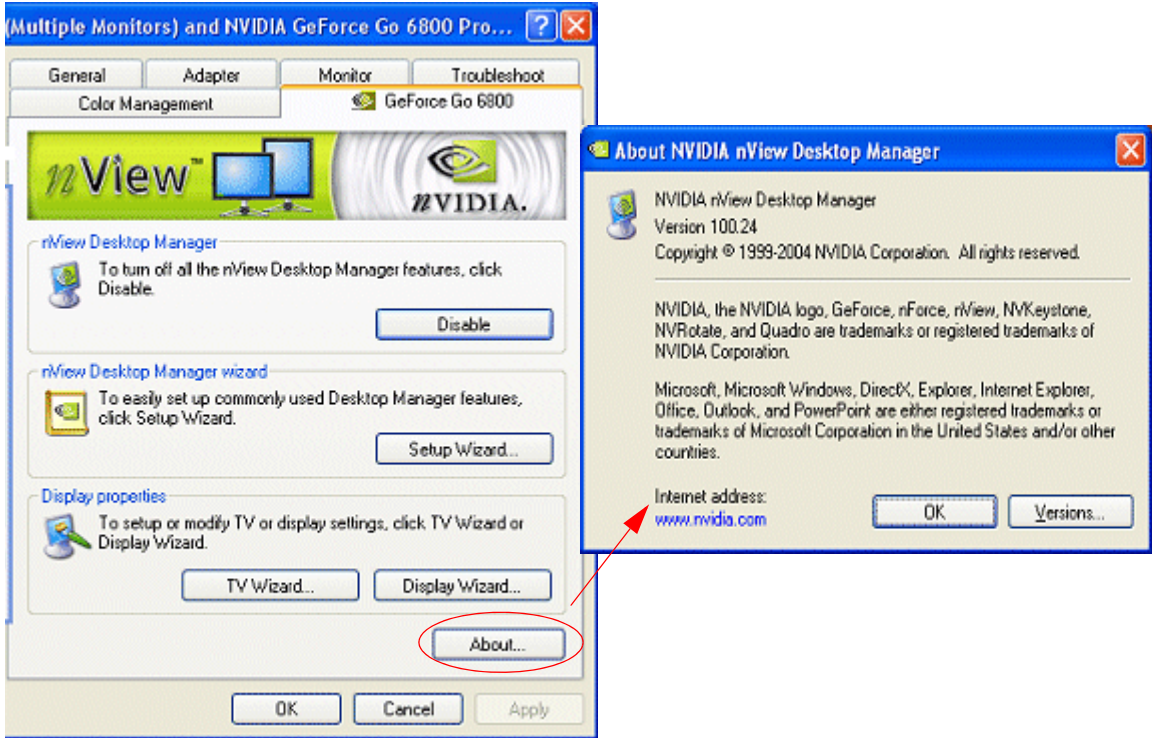 (Multiple Monitors) and NVIDIA GeForce Go 6800 Pro...
General Adapter Monitor Troubleshoot
Color Management GeForce Go 6800
nView™ nVIDIA.
nView Desktop Manager
To turn off all the nView Desktop Manager features, click
Disable.
Disable
nView Desktop Manager wizard
To easily set up commonly used Desktop Manager features,
click Setup Wizard.
Setup Wizard...
Display properties
To setup or modify TV or display settings, click TV Wizard or
Display Wizard.
TV Wizard... Display Wizard...
About...
OK Cancel Apply
About NVIDIA nView Desktop Manager
NVIDIA nView Desktop Manager
Version 100.24
Copyright © 1999-2004 NVIDIA Corporation. All rights reserved.
NVIDIA, the NVIDIA logo, GeForce, nForce, nView, NVKeystone,
NVRotate, and Quadro are trademarks or registered trademarks of
NVIDIA Corporation.
Microsoft, Microsoft Windows, DirectX, Explorer, Internet Explorer,
Office, Outlook, and PowerPoint are either registered trademarks or
trademarks of Microsoft Corporation in the United States and/or other
countries.
Internet address:
www.nvidia.com
OK Versions...